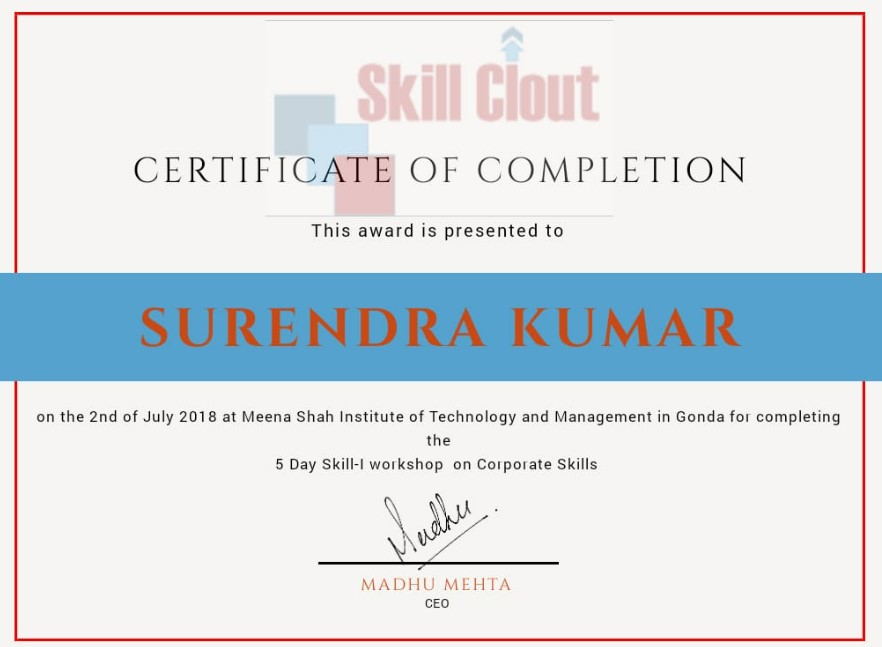 Skill Clout
CERTIFICATE OF COMPLETION
This award is presented to
SURENDRA KUMAR
on the 2nd of July 2018 at Meena Shah Institute of Technology and Management in Gonda for completing
the
5 Day Skill-I workshop  on Corporate Skills
Madhu.
MADHU MEHTA
CEO